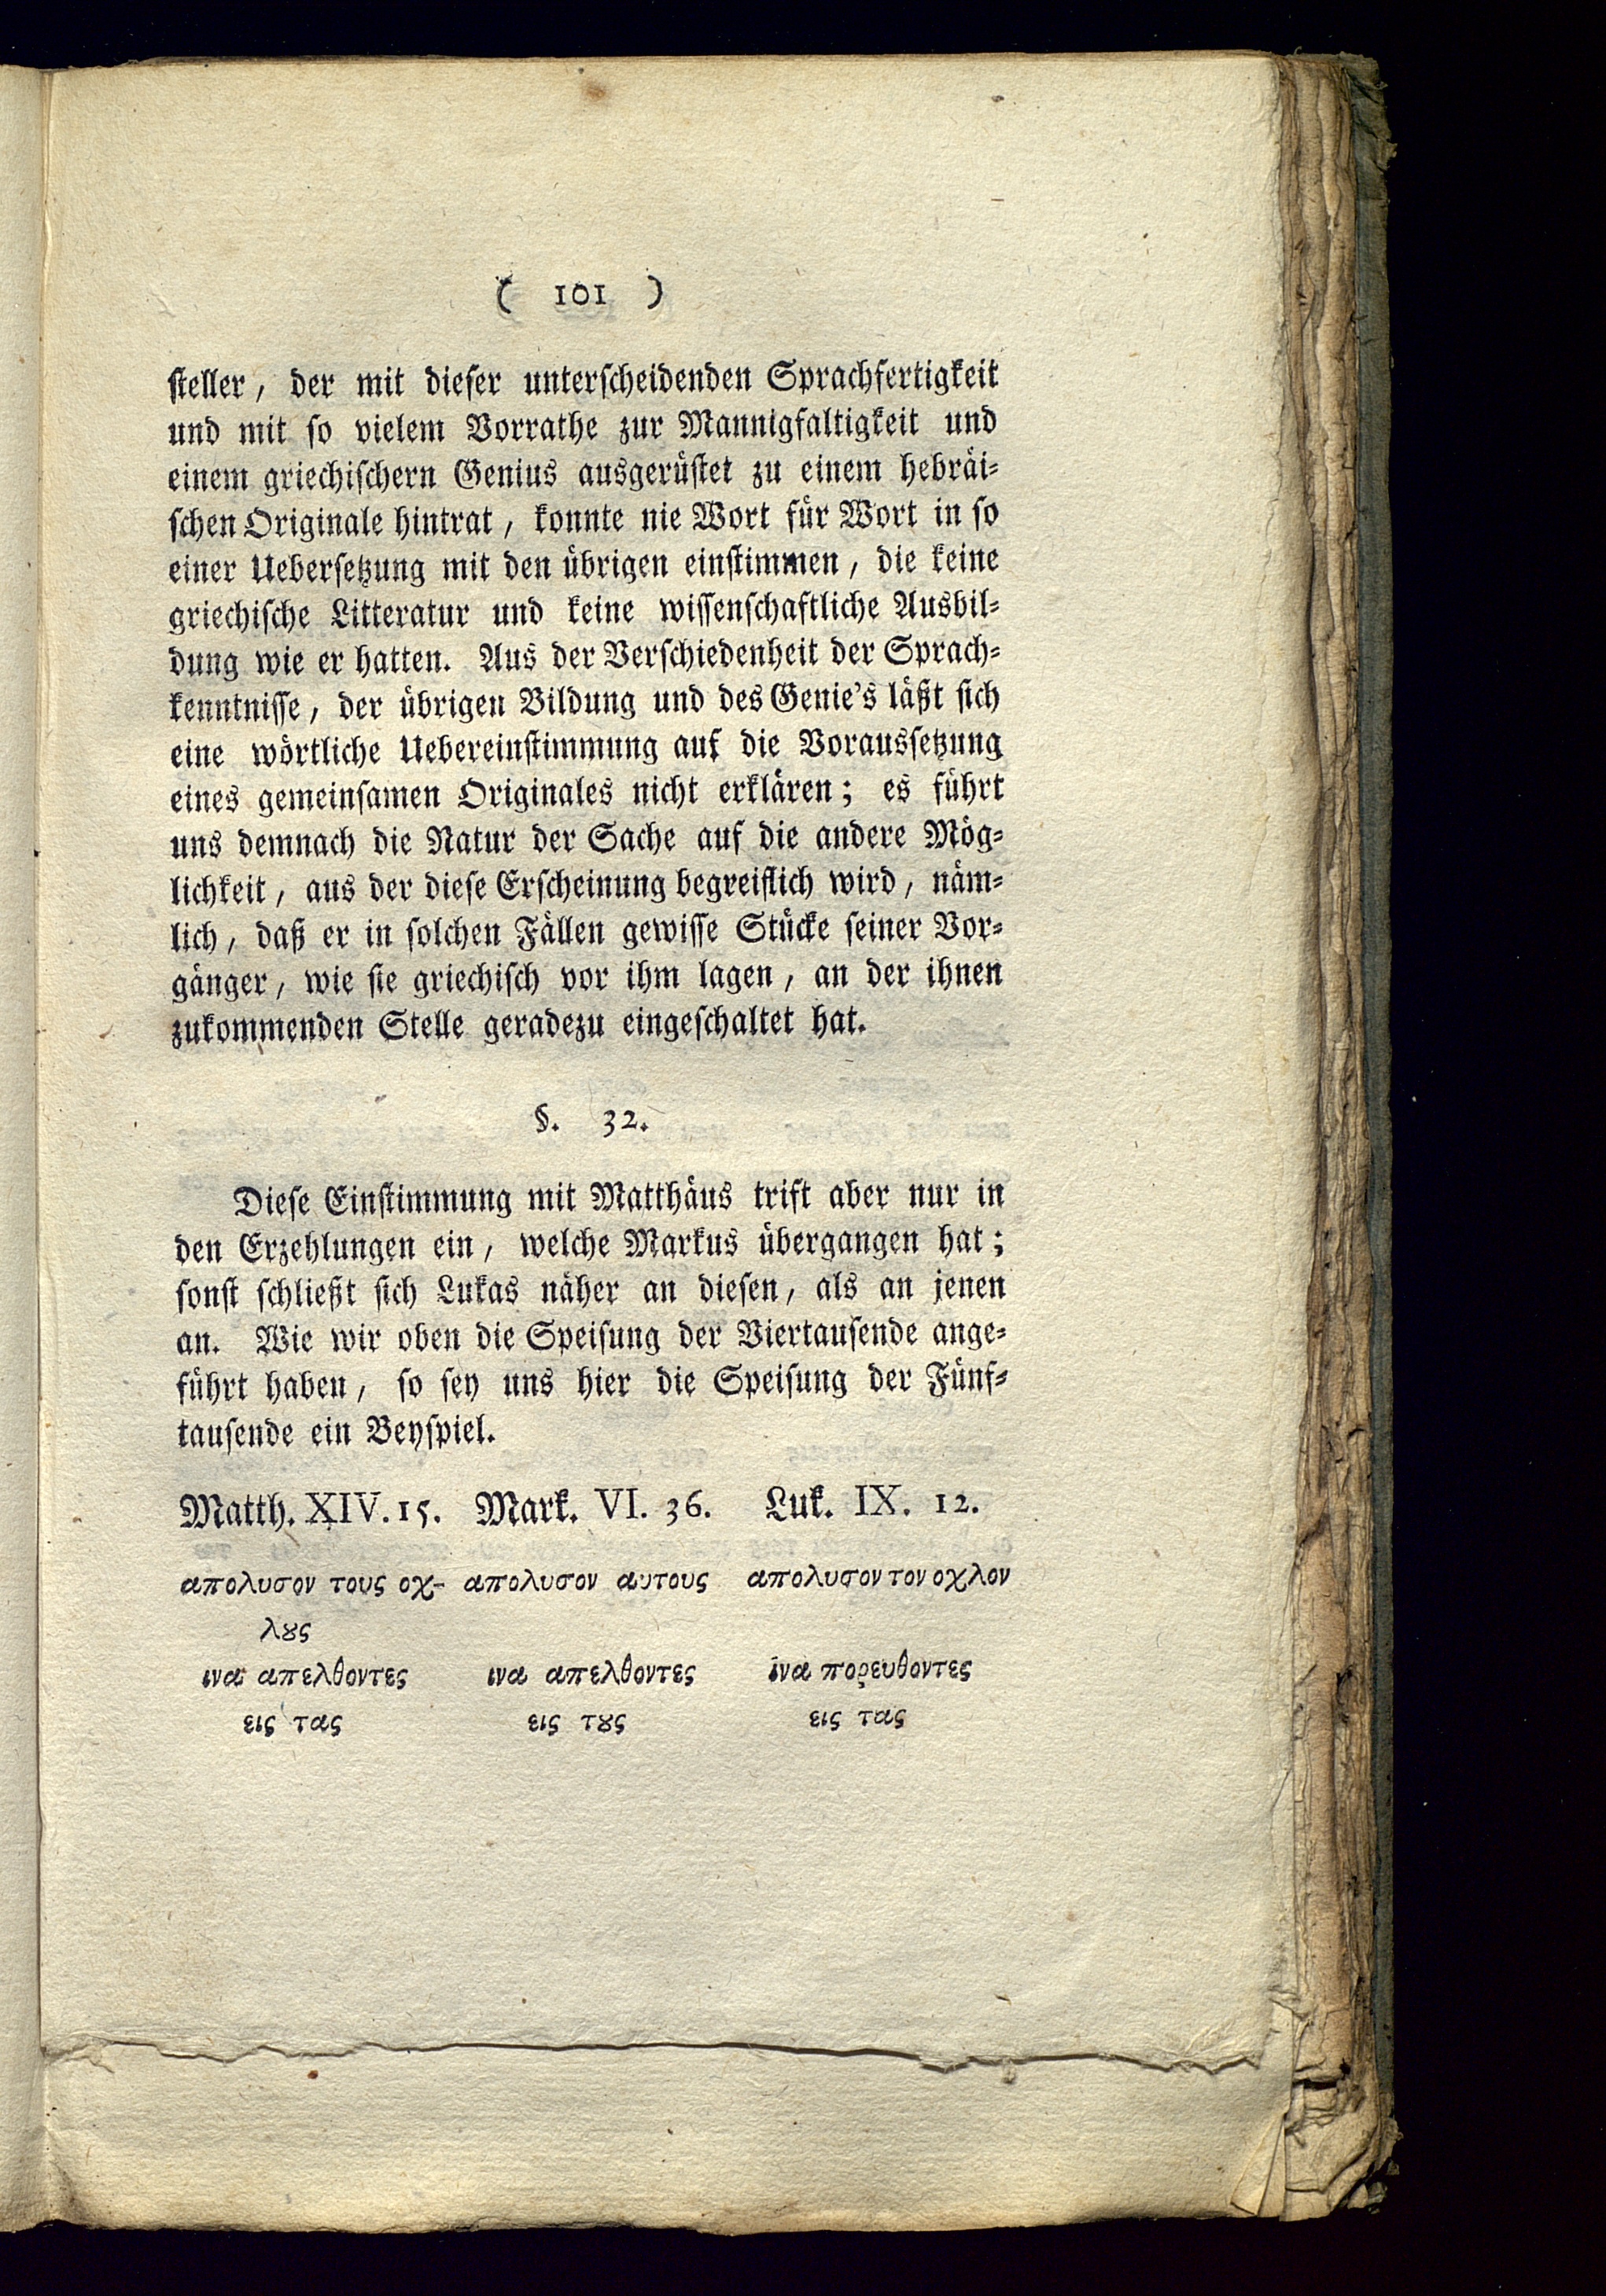 ( 101 )
steller, der mit dieser unterscheidenden Sprachfertigkeit
und mit so vielem Vorrathe zur Mannigfaltigkeit und
einem griechischern Genius ausgerüstet zu einem hebräi-
schen Originale hintrat, konnte nie Wort für Wort in so
einer Uebersetzung mit den übrigen einstimmen, die keine
griechische Litteratur und keine wissenschaftliche Ausbil-
dung wie er hatten. Aus der Verschiedenheit der Sprach-
kenntnisse, der übrigen Bildung und des Genie's läßt sich
eine wörtliche Uebereinstimmung auf die Voraussetzung
eines gemeinsamen Originales nicht erklären; es führt
uns demnach die Natur der Sache auf die andere Mög-
lichkeit, aus der diese Erscheinung begreiflich wird, näm-
lich, daß er in solchen Fällen gewisse Stücke seiner Vor-
gänger, wie sie griechisch vor ihm lagen, an der ihnen
zukommenden Stelle geradezu eingeschaltet hat.
§. 32.
Diese Einstimmung mit Matthäus trift aber nur in
den Erzehlungen ein, welche Markus übergangen hat;
sonst schließt sich Lukas näher an diesen, als an jenen
an. Wie wir oben die Speisung der Viertausende ange-
führt haben, so sey uns hier die Speisung der Fünf-
tausende ein Beyspiel.
Matth. XIV. 15. Mark. VI. 36. Luk. IX. 12.
απολυσον τους οχ- απολυσον αυτους απολυσον τον οχλον
λȣς
ινα απελθοντες ινα απελθοντες ἱνα πορευθοντες
εις τας εις τȣς εις τας